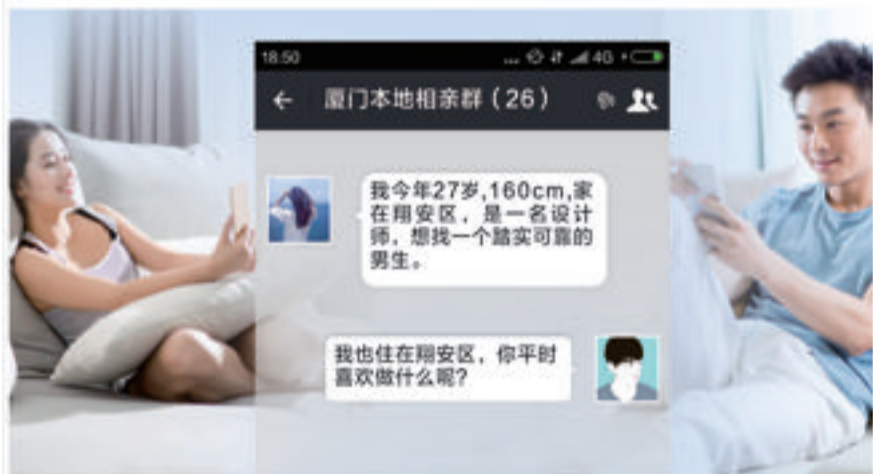 18:50
... 4G
厦门本地相亲群（26）
我今年27岁,160cm,家
在翔安区，是一名设计
师，想找一个踏实可靠的
男生。
我也住在翔安区，你平时
喜欢做什么呢？